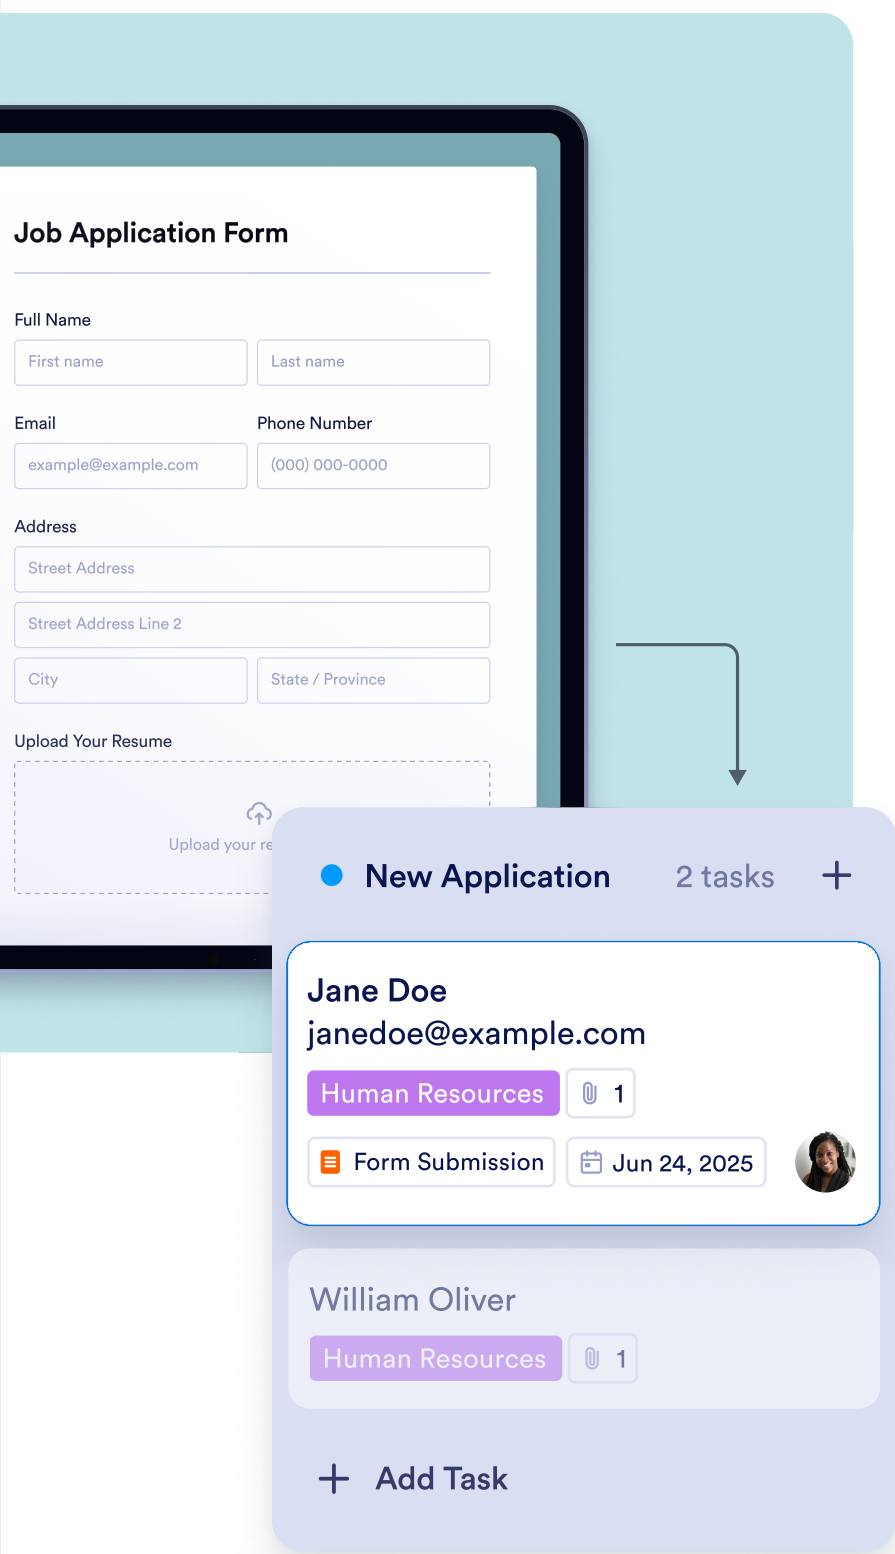 Job Application Form
Full Name
First name
Last name
Email
Phone Number
example@example.com
(000) 000-0000
Address
Street Address
Street Address Line 2
City
State / Province
Upload Your Resume
Upload your
New Application
2 tasks
Jane Doe
janedoe@example.com
Human Resources
1
Form Submission
Jun 24, 2025
William Oliver
Human Resources
1
Add Task